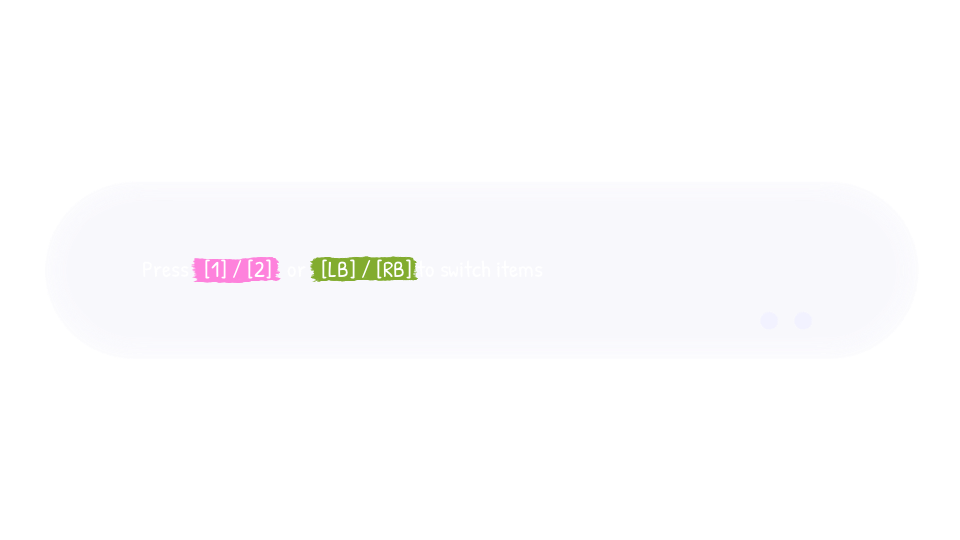 Press [1] / [2] or [LB] / [RB] to switch items